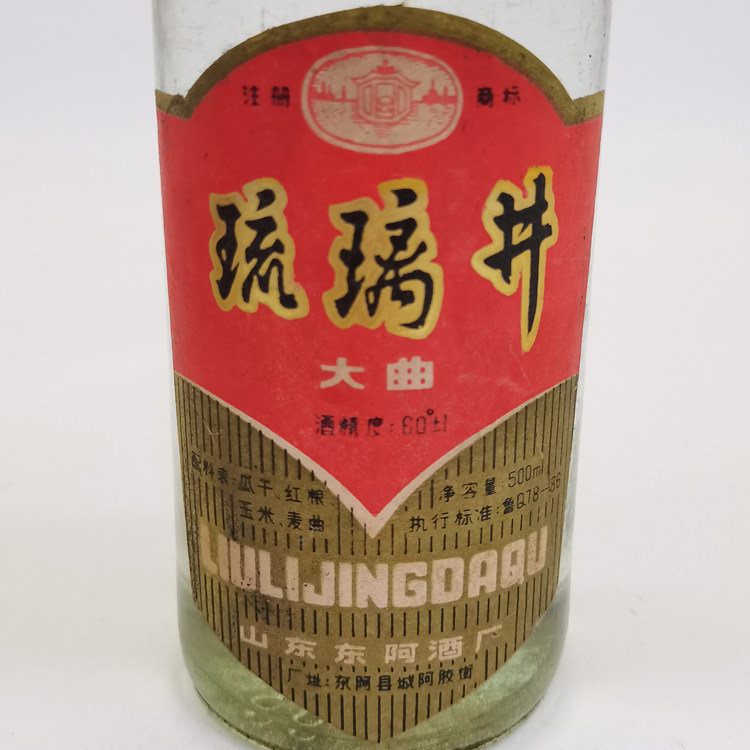 注册 商标
琉璃井
大曲
酒精度:60°±1
配料表:瓜干、红粮
玉米、麦曲
净容量:500ml
执行标准:鲁Q78-86
LIULIJINGDAQU
山东东阿酒厂
厂址:东阿县城阿胶街